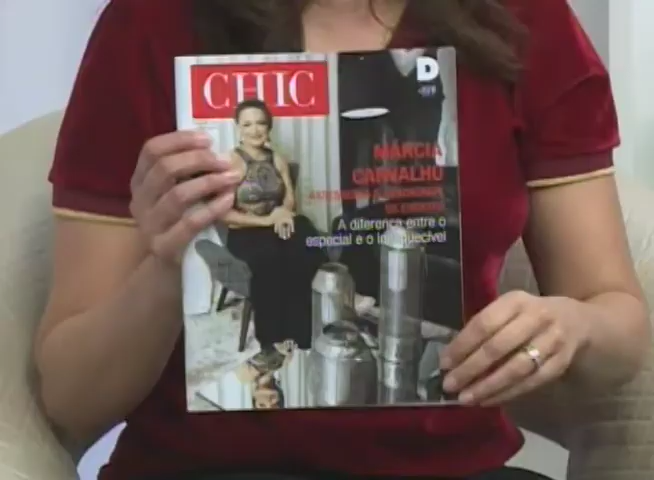 CHIC
D
MÁRCIA
CARVALHO
A diferença entre o
especial e o inesquecível